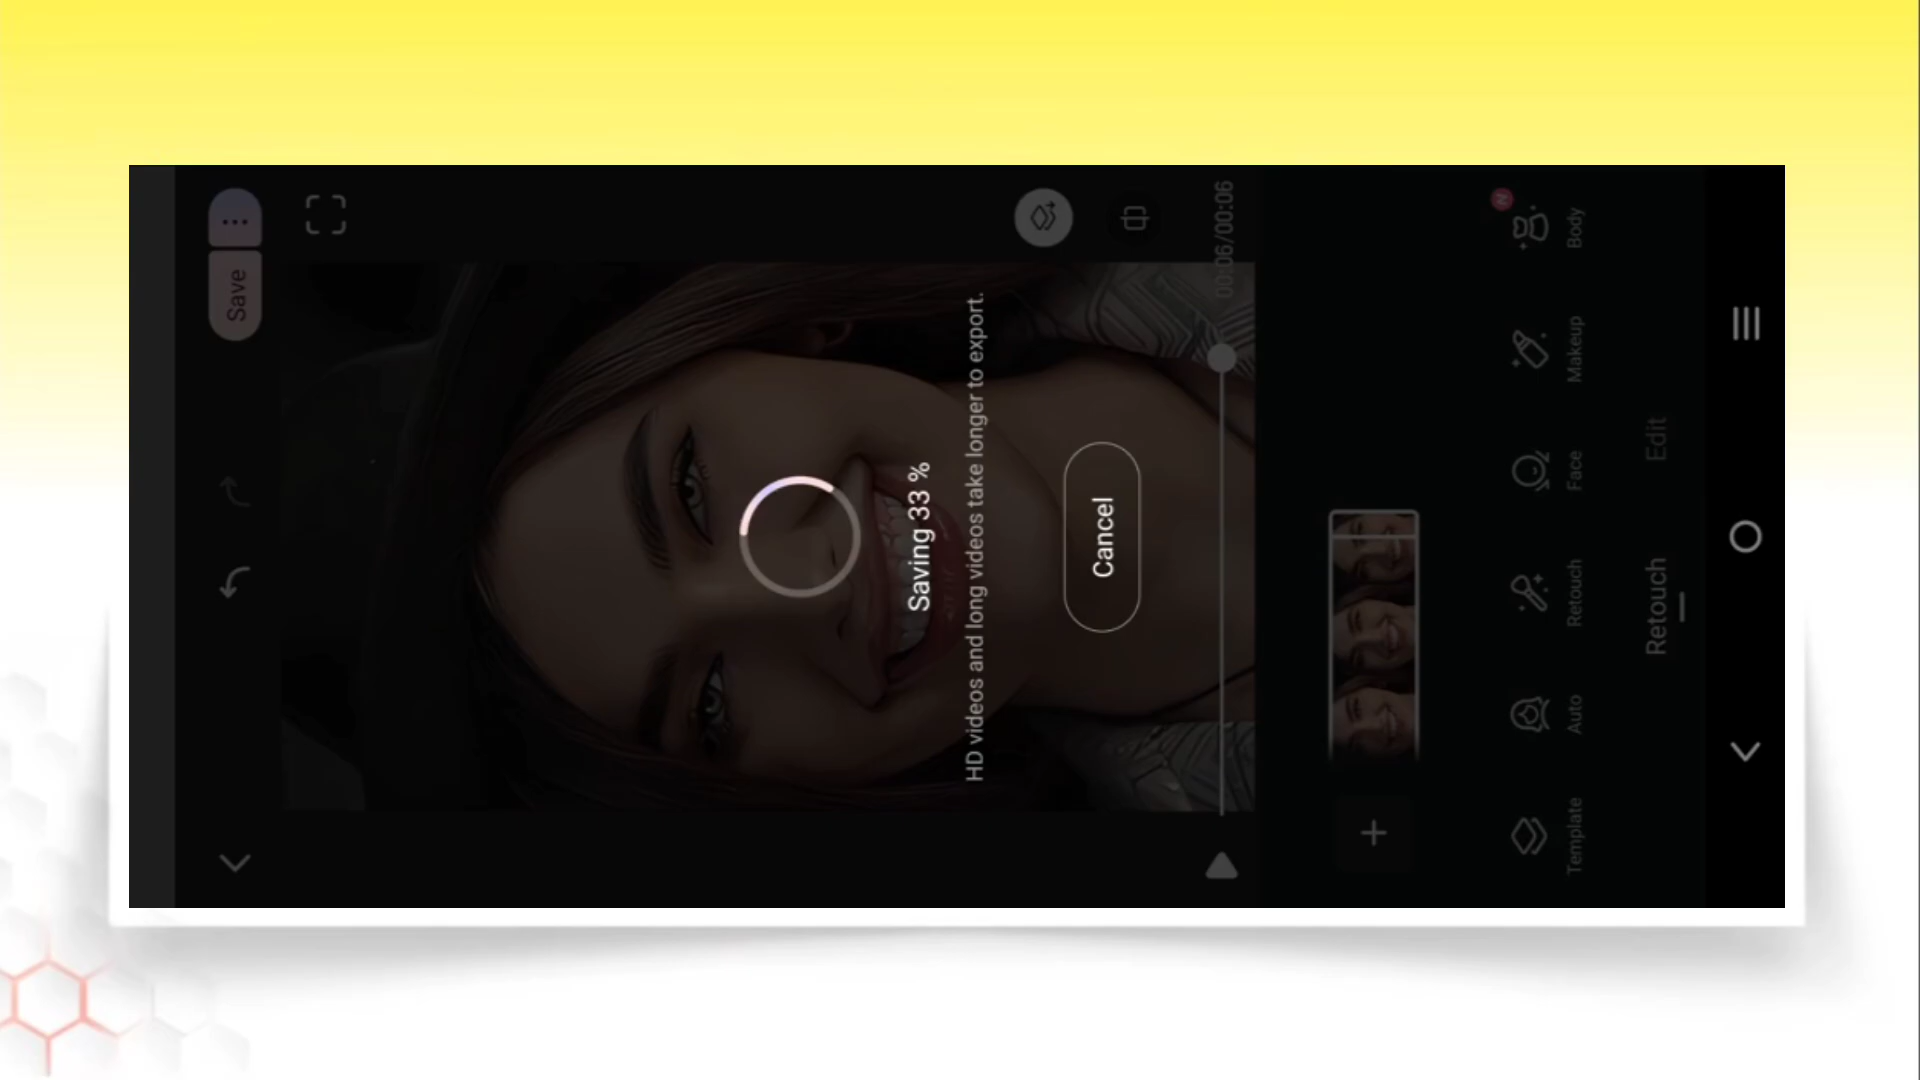 Save
Saving 33 %
HD videos and long videos take longer to export.
Cancel
00:06/00:06
N
Template
Auto
Retouch
Face
Makeup
Body
Retouch
Edit